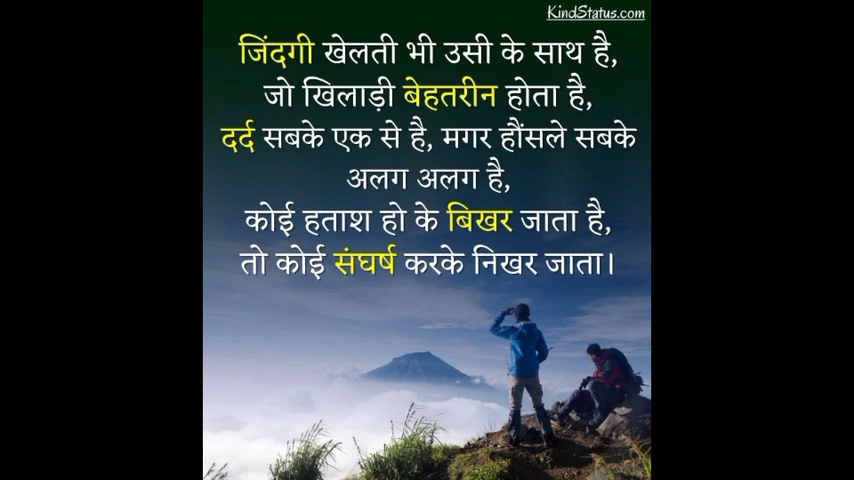 KindStatus.com
जिंदगी खेलती भी उसी के साथ है,
जो खिलाड़ी बेहतरीन होता है,
दर्द सबके एक से है, मगर हौंसले सबके
अलग अलग है,
कोई हताश हो के बिखर जाता है,
तो कोई संघर्ष करके निखर जाता।